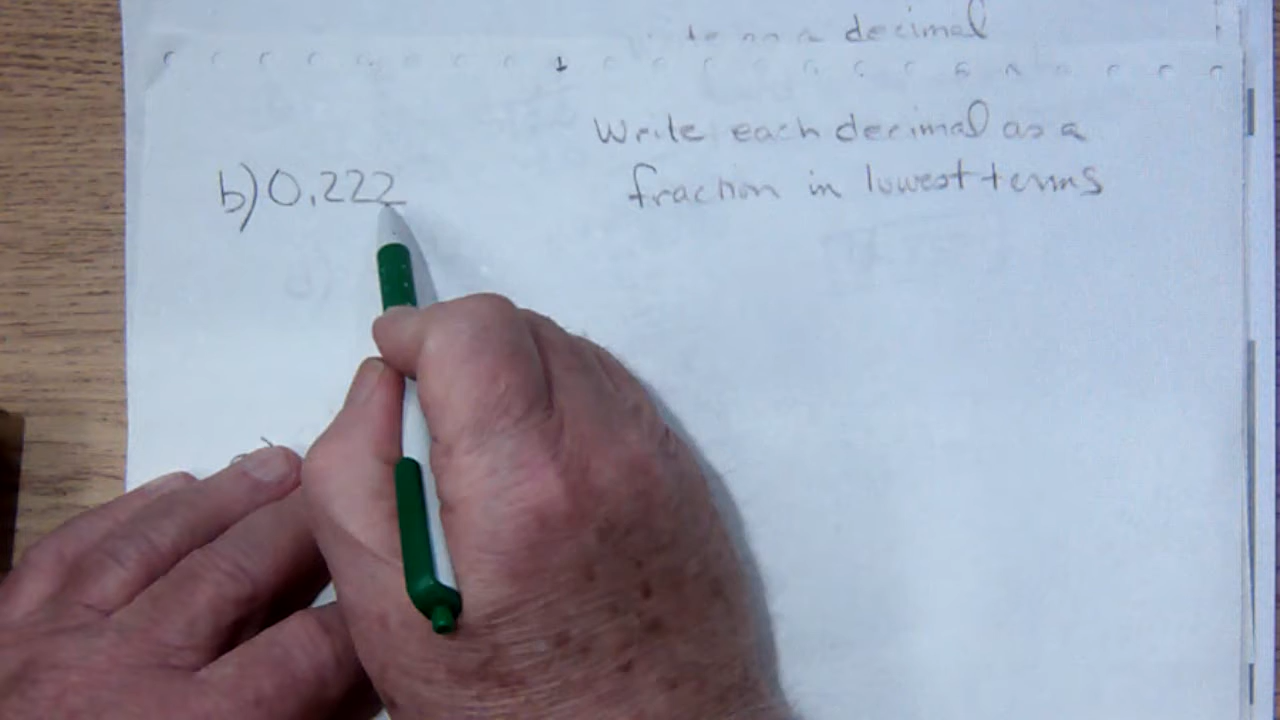 decimal
Write each decimal as a
fraction in lowest terms
b) 0.222